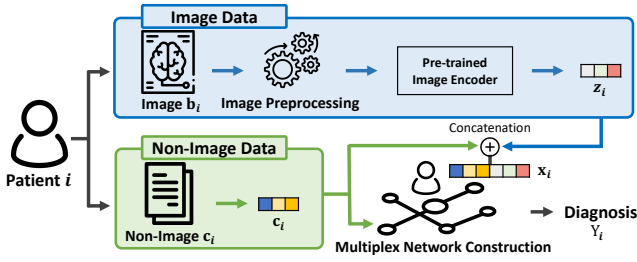 Image Data
Image b_i
Image Preprocessing
Pre-trained
Image Encoder
z_i
Patient i
Non-Image Data
Non-Image c_i
c_i
Concatenation
x_i
Multiplex Network Construction
Diagnosis
Y_i